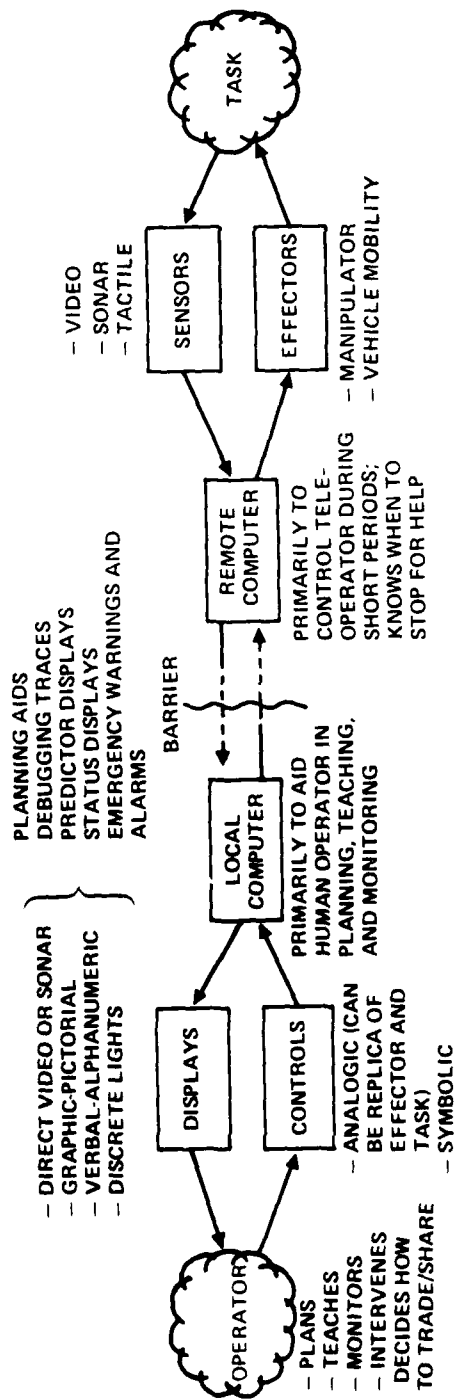 PLANNING AIDS
DEBUGGING TRACES
PREDICTOR DISPLAYS
STATUS DISPLAYS
EMERGENCY WARNINGS AND
ALARMS
– DIRECT VIDEO OR SONAR
– GRAPHIC-PICTORIAL
– VERBAL-ALPHANUMERIC
– DISCRETE LIGHTS
– VIDEO
– SONAR
– TACTILE
BARRIER
OPERATOR
DISPLAYS
CONTROLS
LOCAL
COMPUTER
REMOTE
COMPUTER
SENSORS
EFFECTORS
TASK
– PLANS
– TEACHES
– MONITORS
– INTERVENES
DECIDES HOW
TO TRADE/SHARE
– ANALOGIC (CAN
BE REPLICA OF
EFFECTOR AND
TASK)
– SYMBOLIC
PRIMARILY TO AID
HUMAN OPERATOR IN
PLANNING, TEACHING,
AND MONITORING
PRIMARILY TO
CONTROL TELE-
OPERATOR DURING
SHORT PERIODS;
KNOWS WHEN TO
STOP FOR HELP
– MANIPULATOR
– VEHICLE MOBILITY